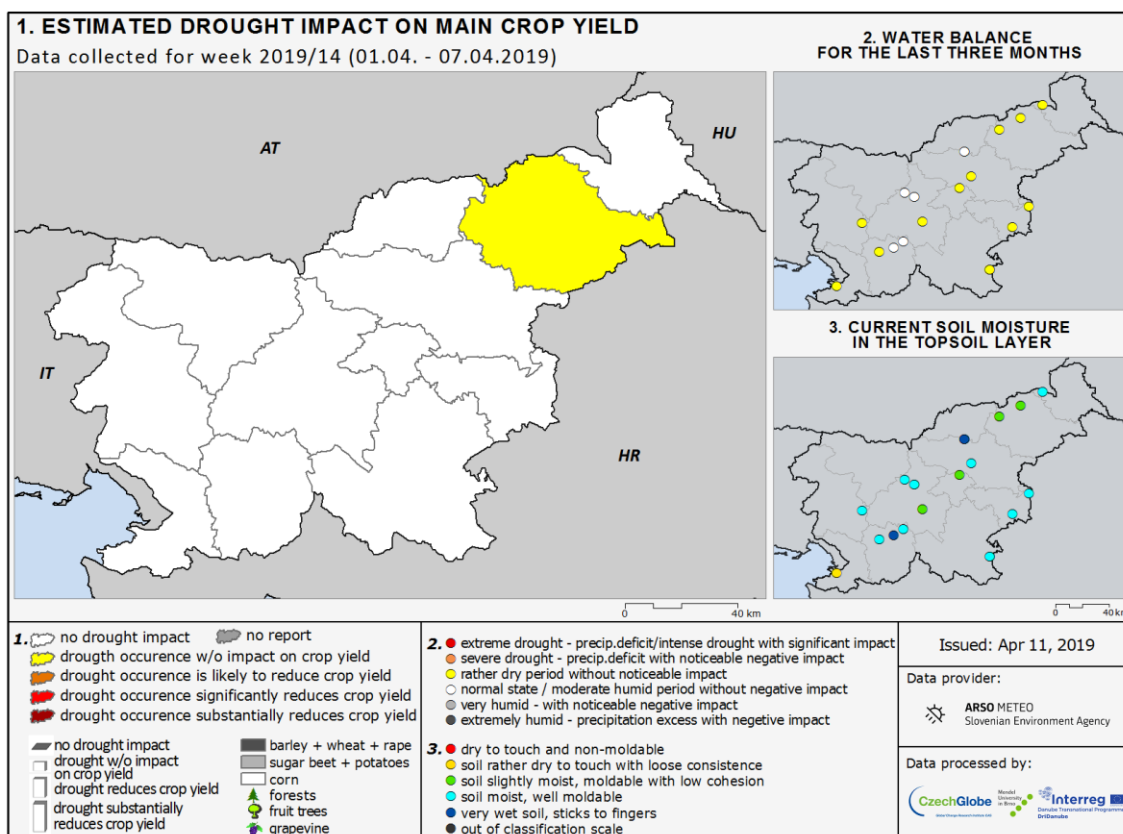 1. ESTIMATED DROUGHT IMPACT ON MAIN CROP YIELD
Data collected for week 2019/14 (01.04. - 07.04.2019)
AT
HU
IT
HR
0 40 km
2. WATER BALANCE
FOR THE LAST THREE MONTHS
3. CURRENT SOIL MOISTURE
IN THE TOPSOIL LAYER
0 40 km
1. no drought impact no report
drougth occurence w/o impact on crop yield
drought occurence is likely to reduce crop yield
drought occurence significantly reduces crop yield
drought occurence substantially reduces crop yield
no drought impact
drought w/o impact
on crop yield
drought reduces crop yield
drought substantially
reduces crop yield
barley + wheat + rape
sugar beet + potatoes
corn
forests
fruit trees
grapevine
2. extreme drought - precip.deficit/intense drought with significant impact
severe drought - precip.deficit with noticeable negative impact
rather dry period without noticeable impact
normal state / moderate humid period without negative impact
very humid - with noticeable negative impact
extremely humid - precipitation excess with negetive impact
3. dry to touch and non-moldable
soil rather dry to touch with loose consistence
soil slightly moist, moldable with low cohesion
soil moist, well moldable
very wet soil, sticks to fingers
out of classification scale
Issued: Apr 11, 2019
Data provider:
ARSO METEO
Slovenian Environment Agency
Data processed by:
CzechGlobe
Mendel
University
in Brno
Interreg
Danube Transnational Programme
DriDanube